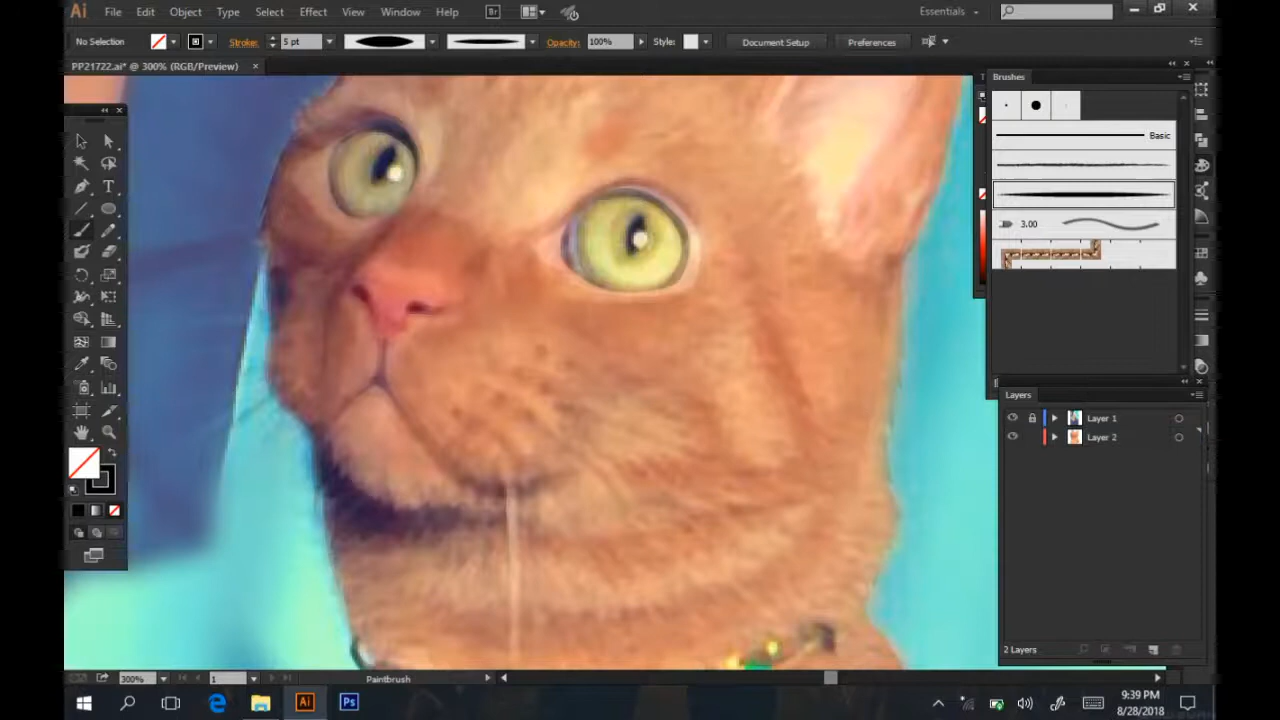 Ai File Edit Object Type Select Effect View Window Help Br Essentials
No Selection Stroke: 5 pt Opacity: 100% Style: Document Setup Preferences
PP21722.ai* @ 300% (RGB/Preview)
Brushes
Basic
3.00
Layers
Layer 1
Layer 2
2 Layers
300% 1 Paintbrush
Ai Ps
9:39 PM
8/28/2018